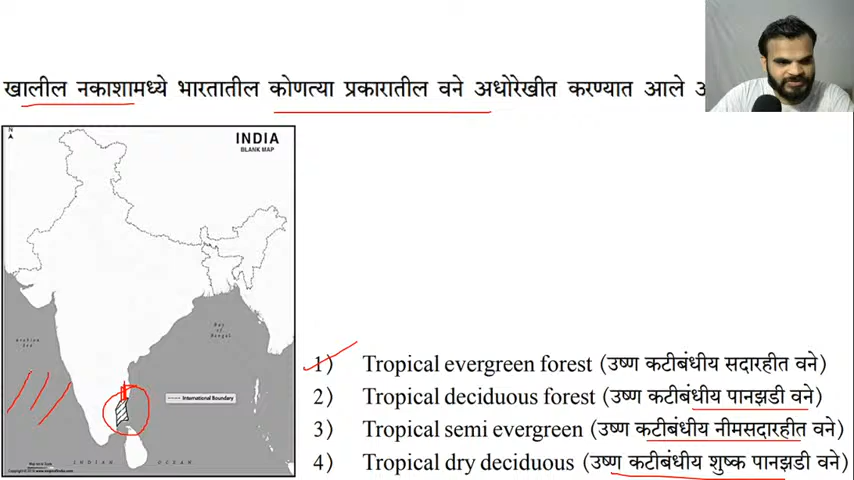 खालील नकाशामध्ये भारतातील कोणत्या प्रकारातील वने अधोरेखीत करण्यात आले
N
INDIA
BLANK MAP
Arabian Sea
Bay of Bengal
International Boundary
INDIAN OCEAN
1) Tropical evergreen forest (उष्ण कटीबंधीय सदारहीत वने)
2) Tropical deciduous forest (उष्ण कटीबंधीय पानझडी वने)
3) Tropical semi evergreen (उष्ण कटीबंधीय नीमसदारहीत वने)
4) Tropical dry deciduous (उष्ण कटीबंधीय शुष्क पानझडी वने)